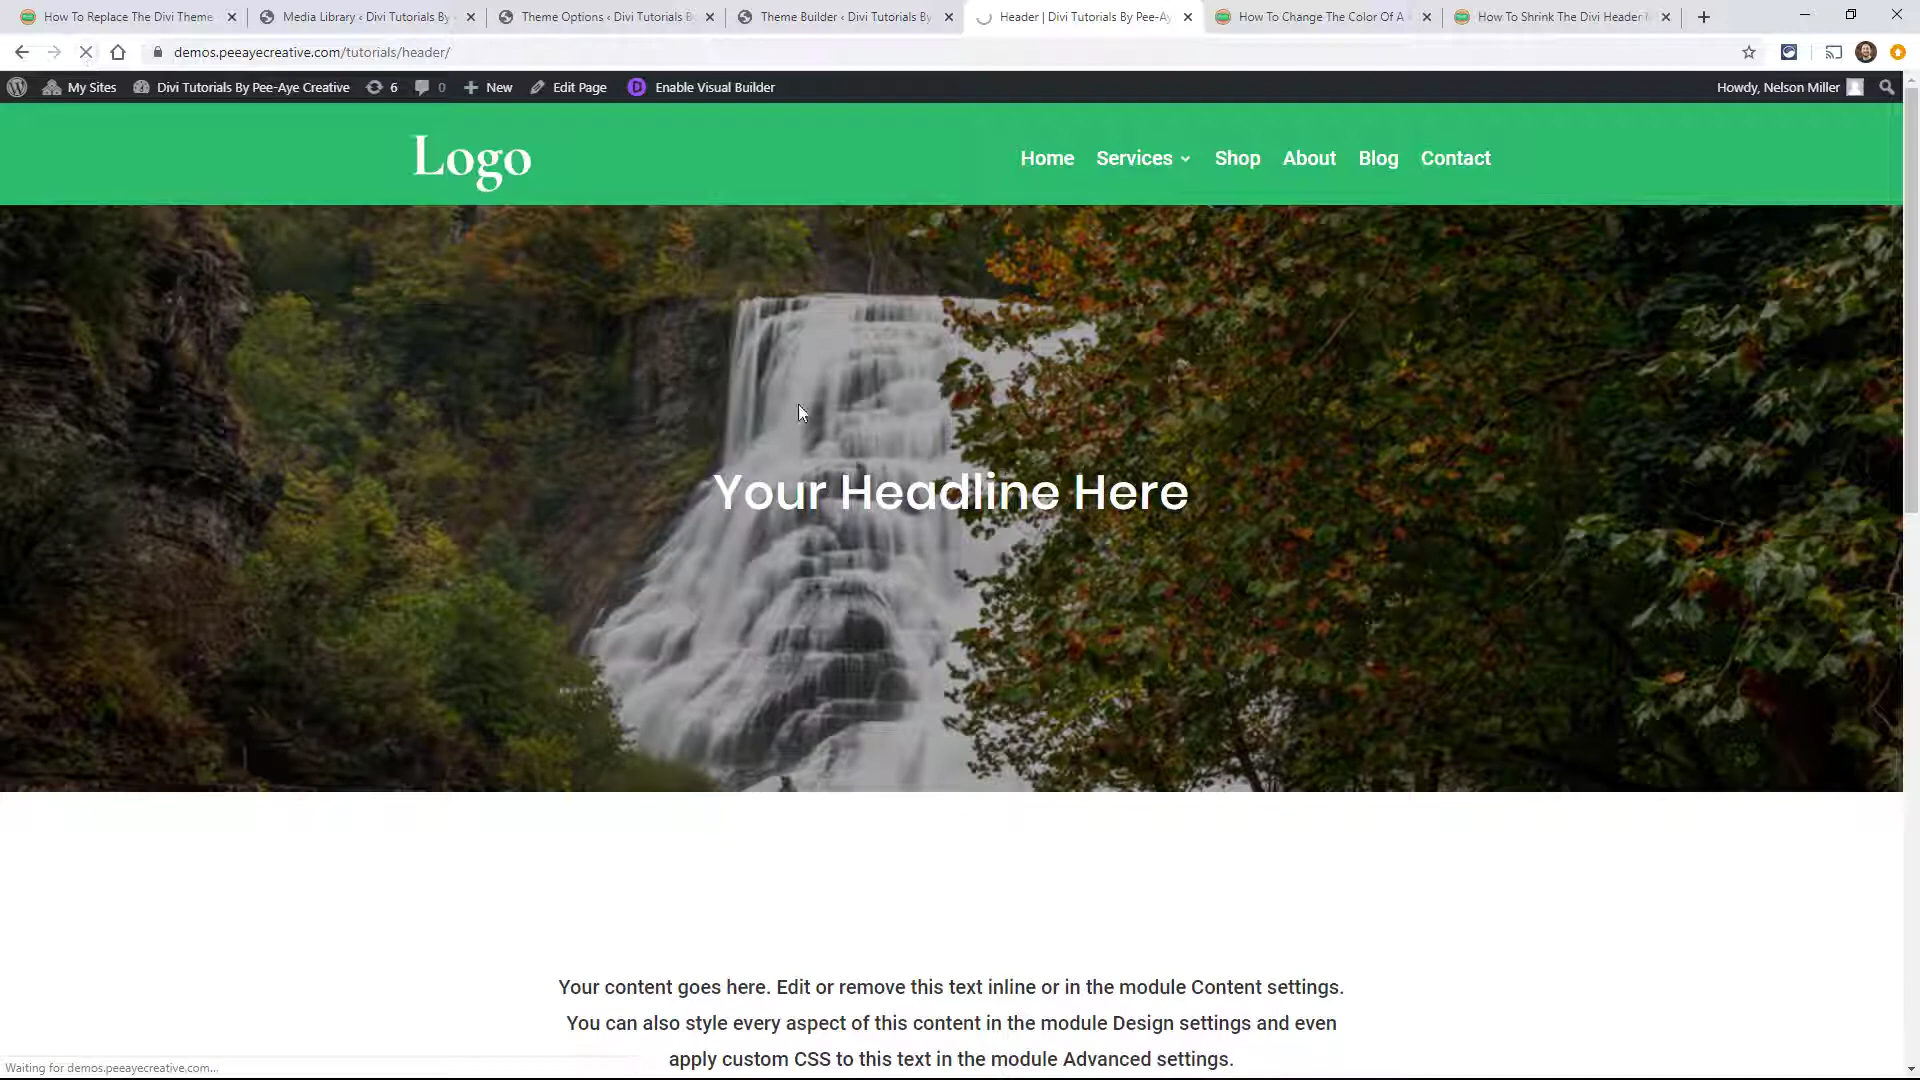 How To Replace The Divi Theme
Media Library ‹ Divi Tutorials By
Theme Options ‹ Divi Tutorials B
Theme Builder ‹ Divi Tutorials By
Header | Divi Tutorials By Pee-Ay
How To Change The Color Of A
How To Shrink The Divi Header
demos.peeayecreative.com/tutorials/header/
My Sites
Divi Tutorials By Pee-Aye Creative
6
0
New
Edit Page
D
Enable Visual Builder
Howdy, Nelson Miller
Logo
Home
Services
Shop
About
Blog
Contact
Your Headline Here
Your content goes here. Edit or remove this text inline or in the module Content settings.
You can also style every aspect of this content in the module Design settings and even
apply custom CSS to this text in the module Advanced settings.
Waiting for demos.peeayecreative.com...